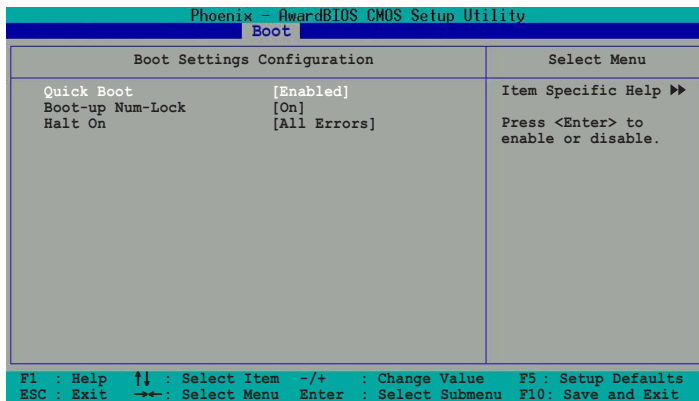 Phoenix - AwardBIOS CMOS Setup Utility
Boot
Boot Settings Configuration
Select Menu
Quick Boot [Enabled]
Boot-up Num-Lock [On]
Halt On [All Errors]
Item Specific Help ▶▶
Press <Enter> to
enable or disable.
F1 : Help ↑↓ : Select Item -/+ : Change Value F5 : Setup Defaults
ESC : Exit →←: Select Menu Enter : Select Submenu F10: Save and Exit